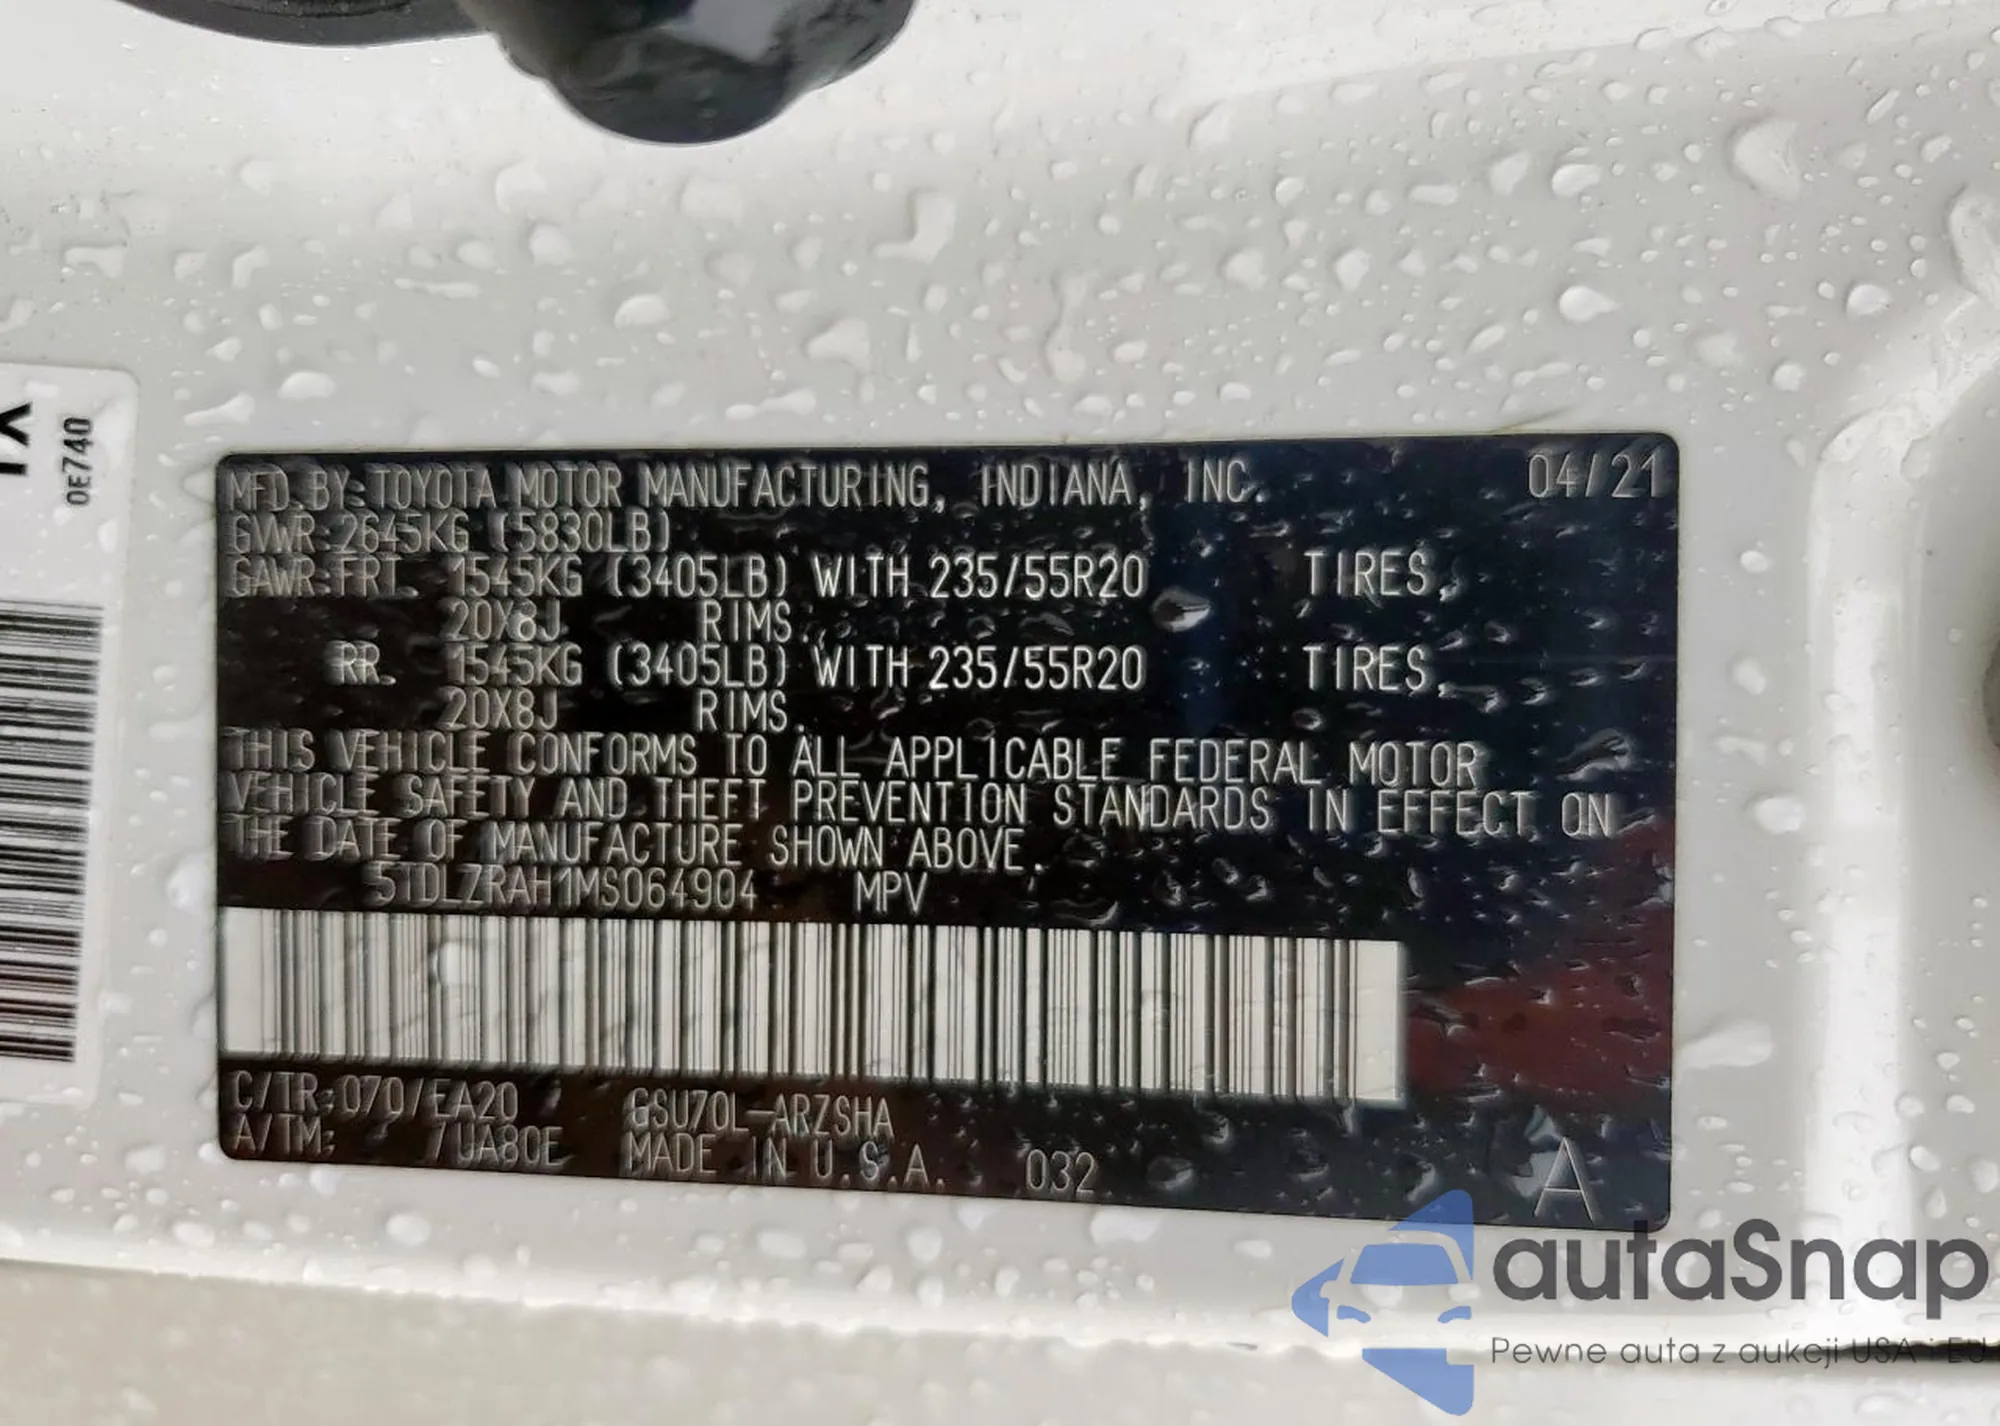 0E740
MFD. BY: TOYOTA MOTOR MANUFACTURING, INDIANA, INC. 04/21
GVWR: 2645KG (5830LB)
GAWR: FRT. 1545KG (3405LB) WITH 235/55R20 TIRES,
20X8J RIMS,
RR. 1545KG (3405LB) WITH 235/55R20 TIRES,
20X8J RIMS.
THIS VEHICLE CONFORMS TO ALL APPLICABLE FEDERAL MOTOR
VEHICLE SAFETY AND THEFT PREVENTION STANDARDS IN EFFECT ON
THE DATE OF MANUFACTURE SHOWN ABOVE.
5TDLZRAH1MS064904 MPV
C/TR: 070/EA20 GSU70L-ARZSHA
A/TM: /UA80E MADE IN U.S.A. 032 A
autaSnap
Pewne auta z aukcji USA i EU